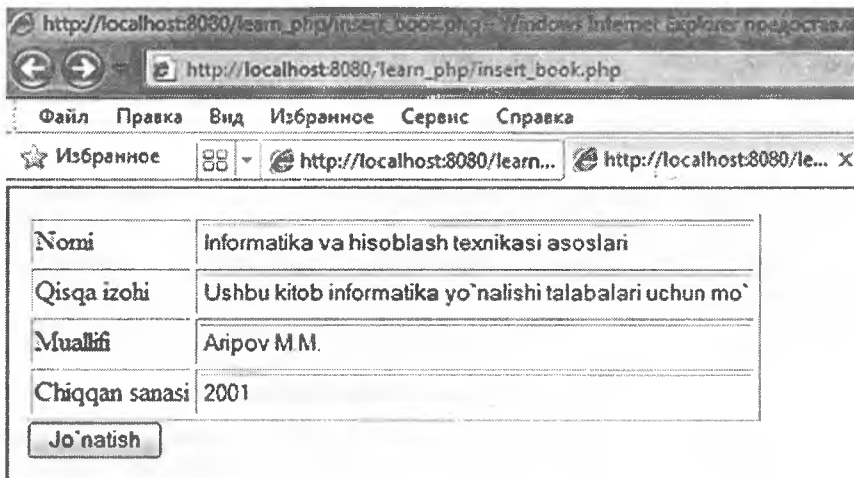 http://localhost:8080/learn_php/insert_book.php - Windows Internet Explorer предоставлен
http://localhost:8080/learn_php/insert_book.php
Файл Правка Вид Избранное Сервис Справка
Избранное http://localhost:8080/learn... http://localhost:8080/le... X
Nomi Informatika va hisoblash texnikasi asoslari
Qisqa izohi Ushbu kitob informatika yo`nalishi talabalari uchun mo`
Muallifi Aripov M.M.
Chiqqan sanasi 2001
Jo`natish